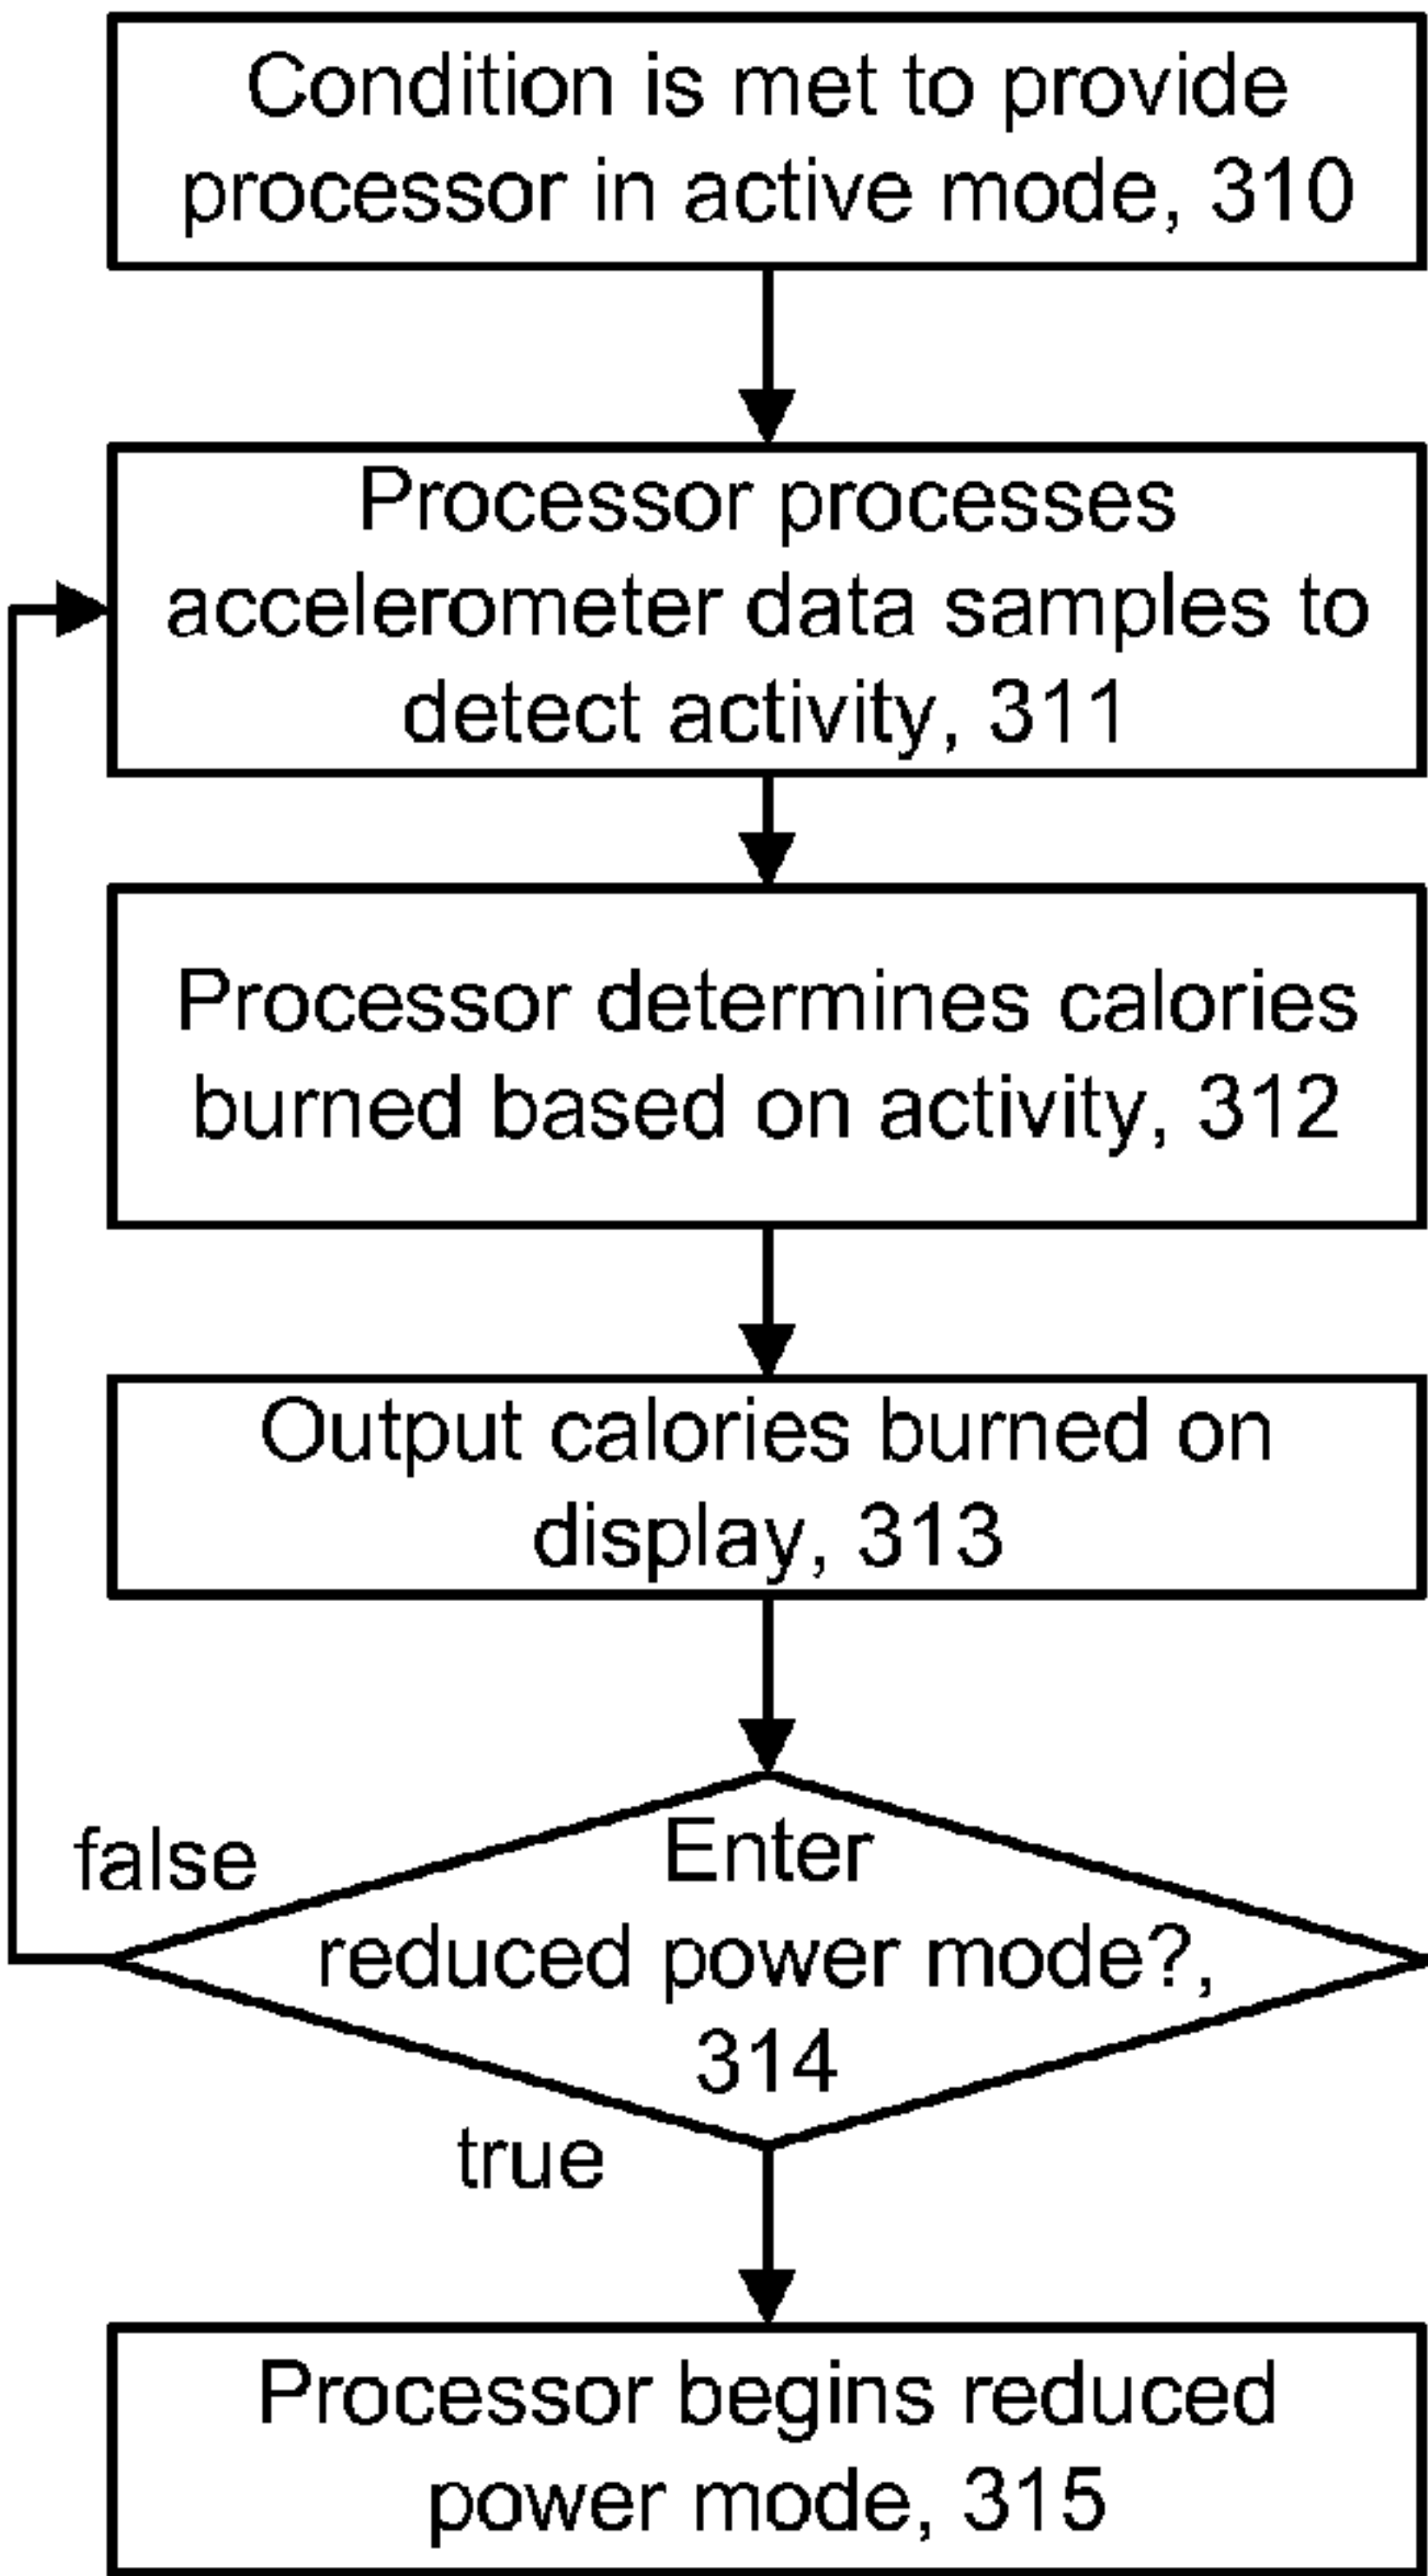 Condition is met to provide
processor in active mode, 310
Processor processes
accelerometer data samples to
detect activity, 311
Processor determines calories
burned based on activity, 312
Output calories burned on
display, 313
false
Enter
reduced power mode?,
314
true
Processor begins reduced
power mode, 315